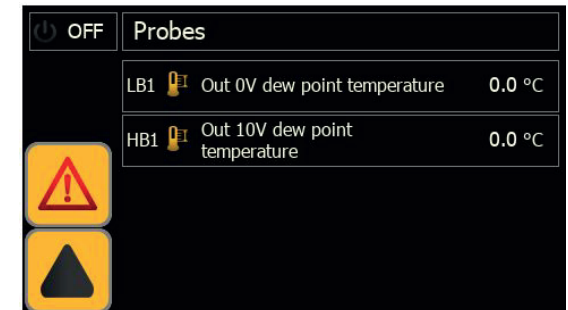 OFF
Probes
LB1 Out 0V dew point temperature 0.0 °C
HB1 Out 10V dew point
temperature 0.0 °C